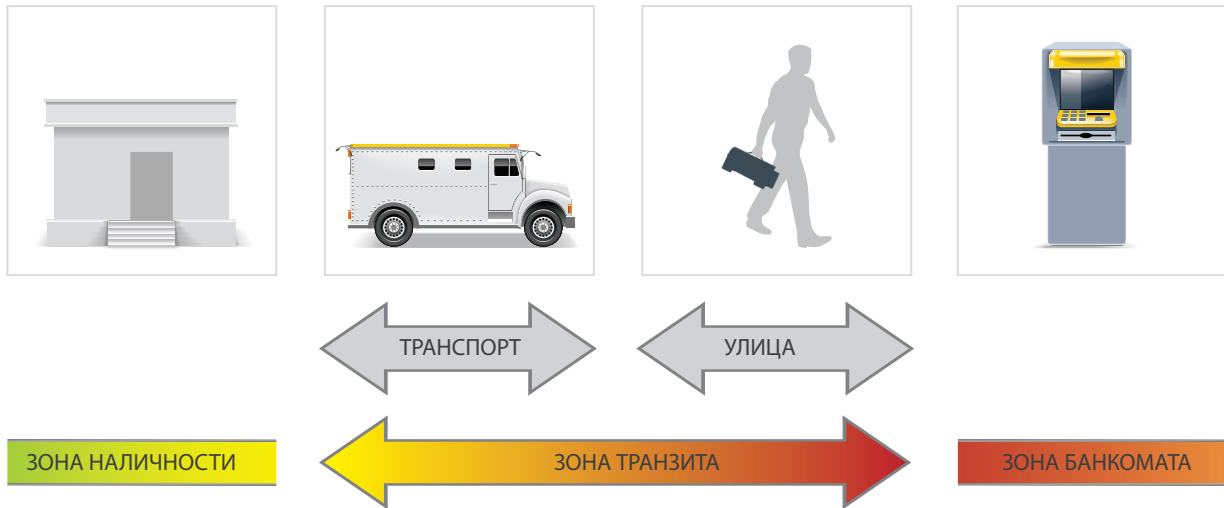 ТРАНСПОРТ
УЛИЦА
ЗОНА НАЛИЧНОСТИ
ЗОНА ТРАНЗИТА
ЗОНА БАНКОМАТА